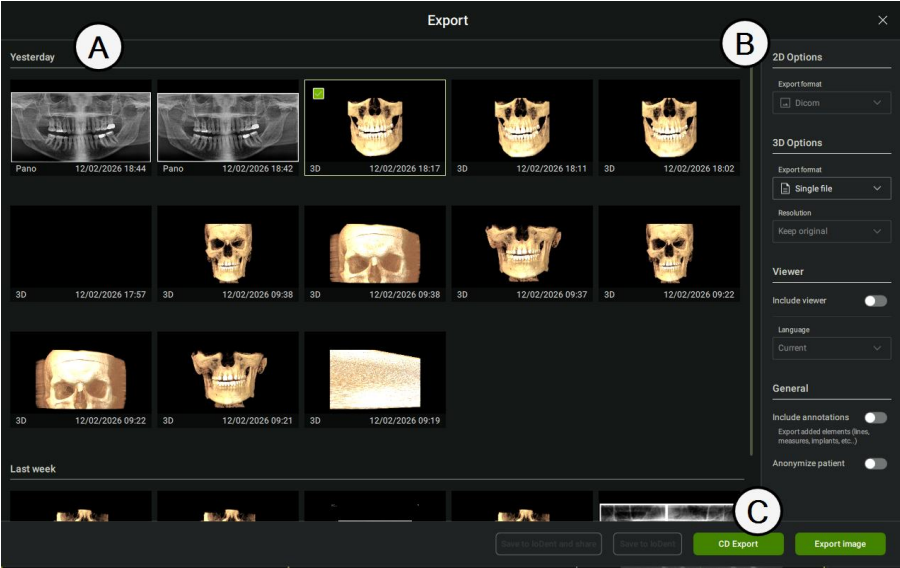 Export
A
B
Yesterday
Pano 12/02/2026 18:44
Pano 12/02/2026 18:42
3D 12/02/2026 18:17
3D 12/02/2026 18:11
3D 12/02/2026 18:02
3D 12/02/2026 17:57
3D 12/02/2026 09:38
3D 12/02/2026 09:38
3D 12/02/2026 09:37
3D 12/02/2026 09:22
3D 12/02/2026 09:22
3D 12/02/2026 09:21
3D 12/02/2026 09:19
Last week
2D Options
Export format
Dicom
3D Options
Export format
Single file
Resolution
Keep original
Viewer
Include viewer
Language
Current
General
Include annotations
Export added elements (lines,
measures, implants, etc..)
Anonymize patient
C
Save to IoDent and share
Save to IoDent
CD Export
Export image